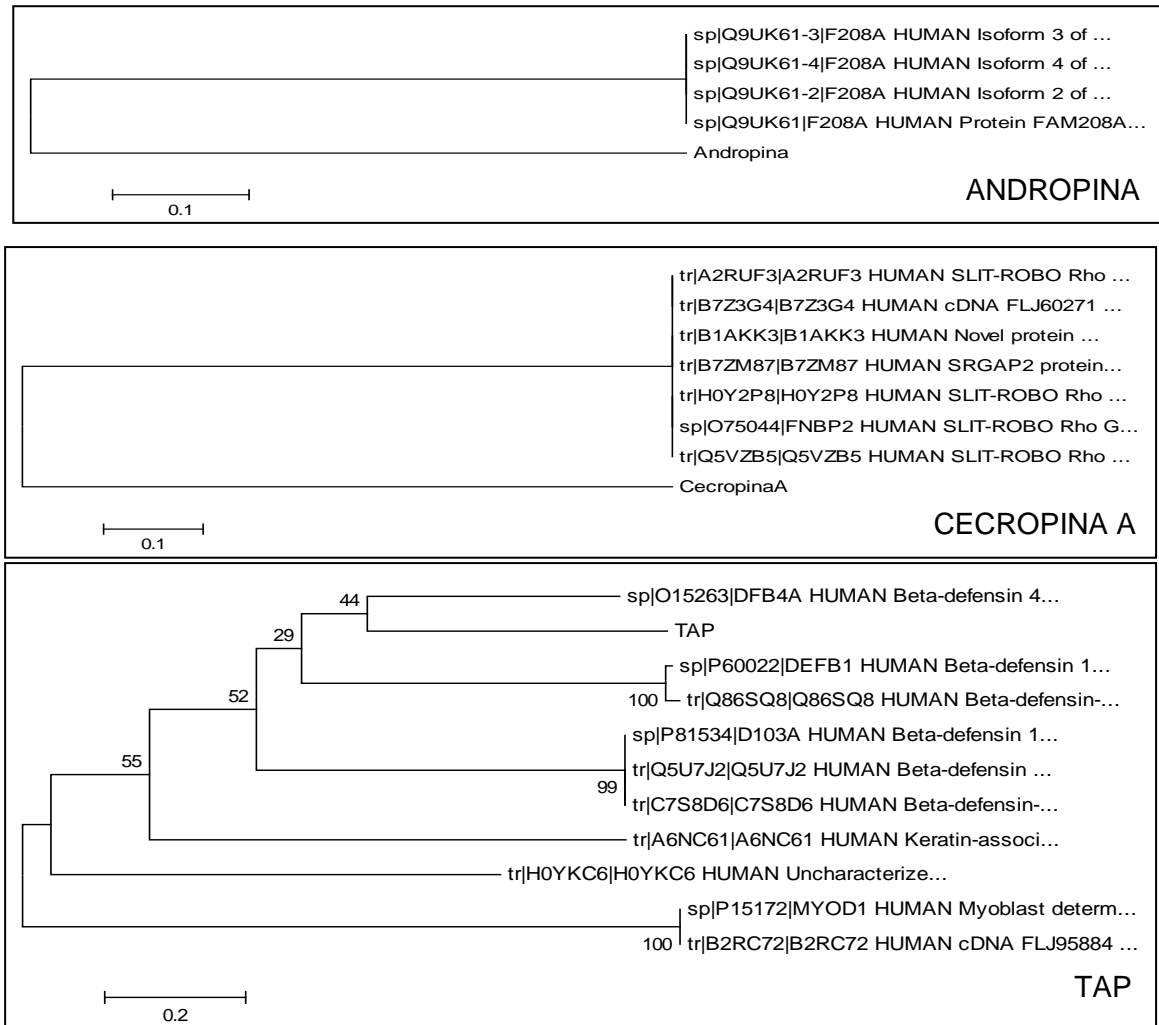 sp|Q9UK61-3|F208A HUMAN Isoform 3 of ...
sp|Q9UK61-4|F208A HUMAN Isoform 4 of ...
sp|Q9UK61-2|F208A HUMAN Isoform 2 of ...
sp|Q9UK61|F208A HUMAN Protein FAM208A...
Andropina
0.1
ANDROPINA
tr|A2RUF3|A2RUF3 HUMAN SLIT-ROBO Rho ...
tr|B7Z3G4|B7Z3G4 HUMAN cDNA FLJ60271 ...
tr|B1AKK3|B1AKK3 HUMAN Novel protein ...
tr|B7ZM87|B7ZM87 HUMAN SRGAP2 protein...
tr|H0Y2P8|H0Y2P8 HUMAN SLIT-ROBO Rho ...
sp|O75044|FNBP2 HUMAN SLIT-ROBO Rho G...
tr|Q5VZB5|Q5VZB5 HUMAN SLIT-ROBO Rho ...
CecropinaA
0.1
CECROPINA A
44
sp|O15263|DFB4A HUMAN Beta-defensin 4...
TAP
29
sp|P60022|DEFB1 HUMAN Beta-defensin 1...
100
tr|Q86SQ8|Q86SQ8 HUMAN Beta-defensin-...
52
sp|P81534|D103A HUMAN Beta-defensin 1...
55
tr|Q5U7J2|Q5U7J2 HUMAN Beta-defensin ...
99
tr|C7S8D6|C7S8D6 HUMAN Beta-defensin-...
tr|A6NC61|A6NC61 HUMAN Keratin-associ...
tr|H0YKC6|H0YKC6 HUMAN Uncharacterize...
sp|P15172|MYOD1 HUMAN Myoblast determ...
100
tr|B2RC72|B2RC72 HUMAN cDNA FLJ95884 ...
0.2
TAP